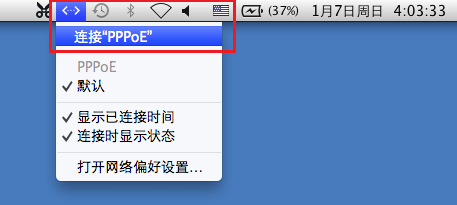 (37%) 1月7日周日 4:03:33
连接“PPPoE”
PPPoE
默认
显示已连接时间
连接时显示状态
打开网络偏好设置...